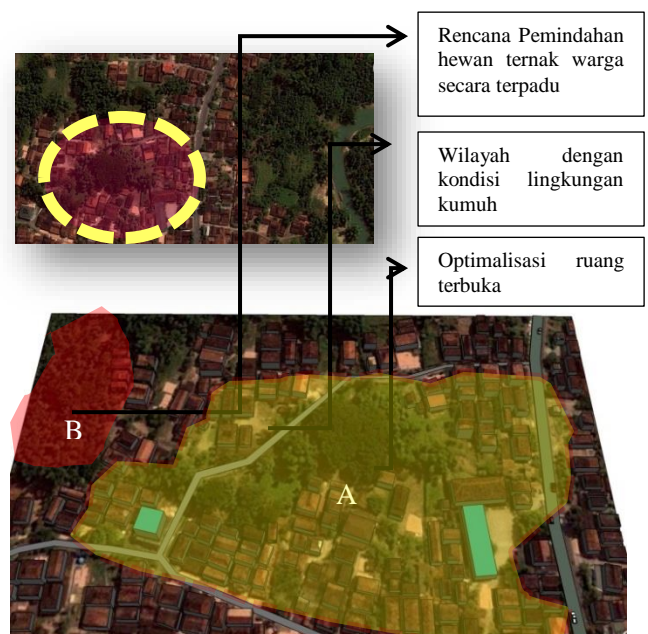 Rencana Pemindahan
hewan ternak warga
secara terpadu
Wilayah dengan
kondisi lingkungan
kumuh
Optimalisasi ruang
terbuka
B
A